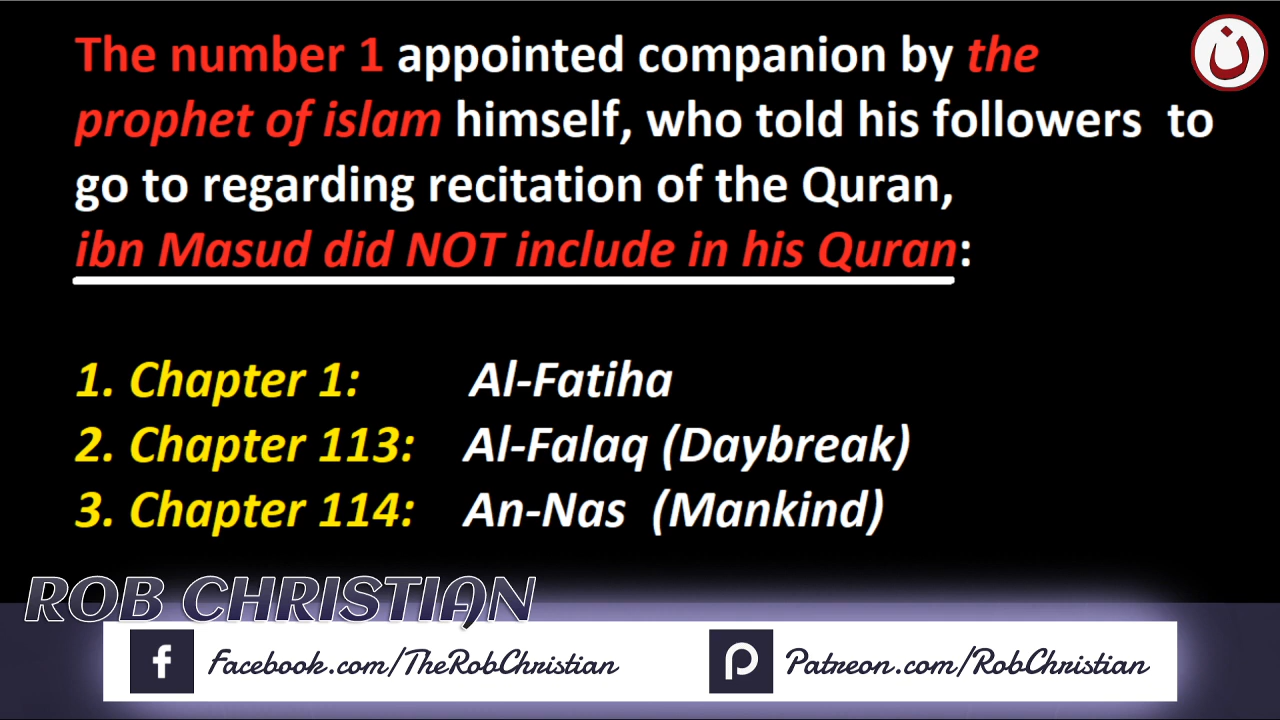 The number 1 appointed companion by the
prophet of islam himself, who told his followers to
go to regarding recitation of the Quran,
ibn Masud did NOT include in his Quran:
1. Chapter 1: Al-Fatiha
2. Chapter 113: Al-Falaq (Daybreak)
3. Chapter 114: An-Nas (Mankind)
ROB CHRISTIAN
Facebook.com/TheRobChristian
Patreon.com/RobChristian
ن